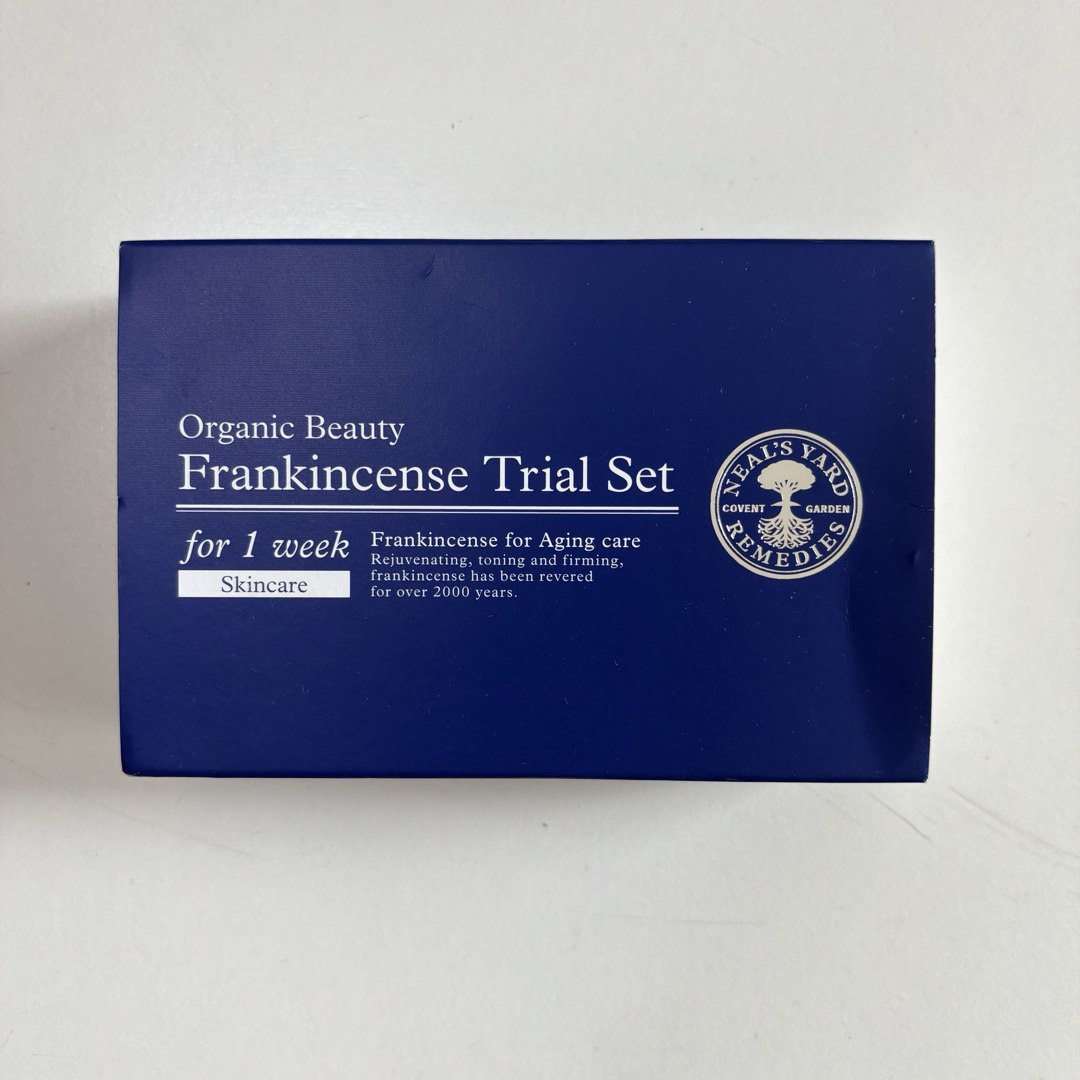 Organic Beauty
Frankincense Trial Set
for 1 week
Skincare
Frankincense for Aging care
Rejuvenating, toning and firming,
frankincense has been revered
for over 2000 years.
NEAL'S YARD
COVENT GARDEN
REMEDIES